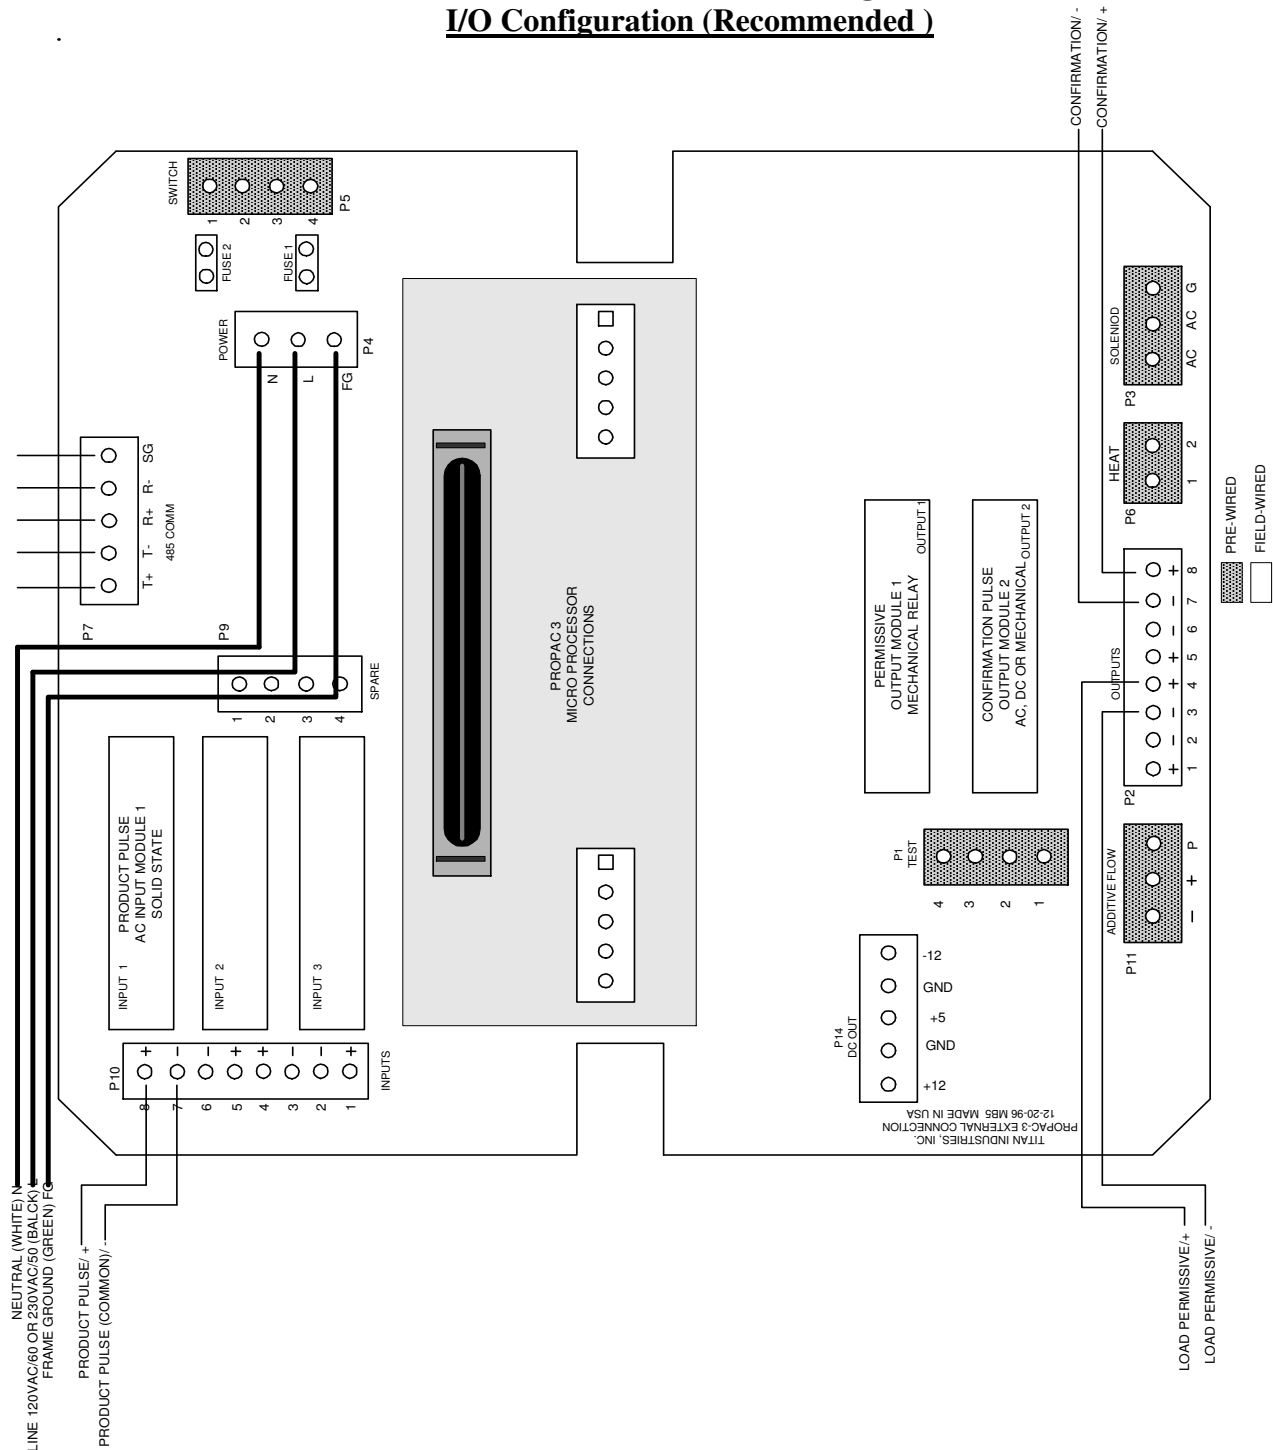 I/O Configuration (Recommended )
CONFIRMATION/ -
CONFIRMATION/ +
SWITCH
1
2
3
4
P5
FUSE 2
FUSE 1
POWER
N
L
FG
P4
SG
R-
R+
T-
T+
485 COMM
P7
P9
1
2
3
4
SPARE
PRODUCT PULSE
AC INPUT MODULE 1
SOLID STATE
INPUT 1
INPUT 2
INPUT 3
P10
+
-
-
+
+
-
-
+
8
7
6
5
4
3
2
1
INPUTS
PROPAC 3
MICRO PROCESSOR
CONNECTIONS
SOLENIOD
G
AC
AC
P3
HEAT
2
1
P6
PRE-WIRED
FIELD-WIRED
PERMISSIVE
OUTPUT MODULE 1
MECHANICAL RELAY
OUTPUT 1
CONFIRMATION PULSE
OUTPUT MODULE 2
AC, DC OR MECHANICAL
OUTPUT 2
OUTPUTS
+
-
-
+
+
-
-
+
8
7
6
5
4
3
2
1
P2
P1
TEST
4
3
2
1
ADDITIVE FLOW
P
+
-
P11
P14
DC OUT
-12
GND
+5
GND
+12
TITAN INDUSTRIES, INC.
PROPAC-3 EXTERNAL CONNECTION
12-20-96 MB5 MADE IN USA
NEUTRAL (WHITE) N
LINE 120VAC/60 OR 230VAC/50 (BALCK) L
FRAME GROUND (GREEN) FG
PRODUCT PULSE/ +
PRODUCT PULSE (COMMON)/ -
LOAD PERMISSIVE/+
LOAD PERMISSIVE/ -